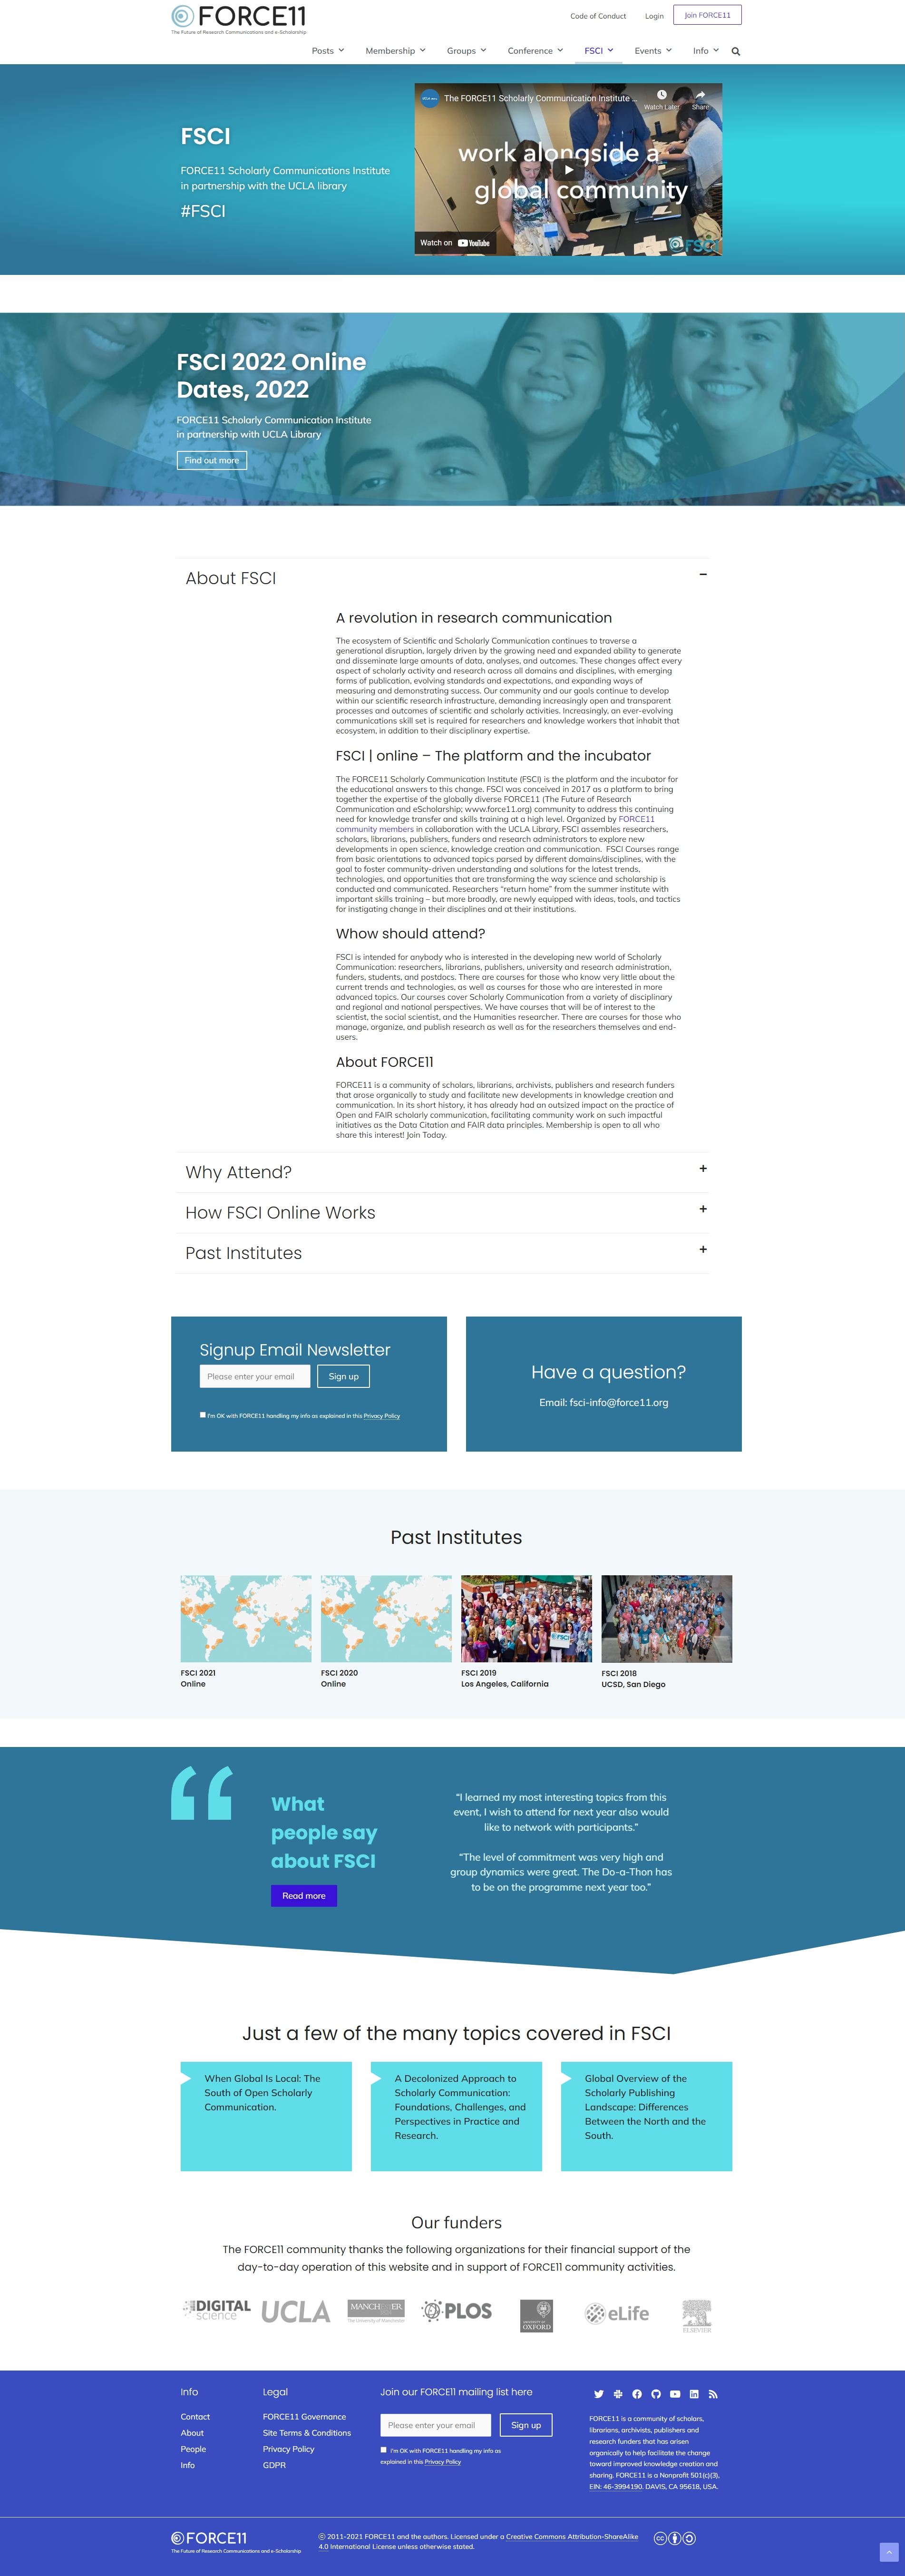 FORCE11
The Future of Research Communications and e-Scholarship
Code of Conduct
Login
Join FORCE11
Posts
Membership
Groups
Conference
FSCI
Events
Info
FSCI
FORCE11 Scholarly Communications Institute
in partnership with the UCLA library
#FSCI
The FORCE11 Scholarly Communication Institute ...
Watch Later
Share
work alongside a
global community
Watch on YouTube
FSCI
FSCI 2022 Online
Dates, 2022
FORCE11 Scholarly Communication Institute
in partnership with UCLA Library
Find out more
About FSCI
A revolution in research communication
The ecosystem of Scientific and Scholarly Communication continues to traverse a
generational disruption, largely driven by the growing need and expanded ability to generate
and disseminate large amounts of data, analyses, and outcomes. These changes affect every
aspect of scholarly activity and research across all domains and disciplines, with emerging
forms of publication, evolving standards and expectations, and expanding ways of
measuring and demonstrating success. Our community and our goals continue to develop
within our scientific research infrastructure, demanding increasingly open and transparent
processes and outcomes of scientific and scholarly activities. Increasingly, an ever-evolving
communications skill set is required for researchers and knowledge workers that inhabit that
ecosystem, in addition to their disciplinary expertise.
FSCI | online – The platform and the incubator
The FORCE11 Scholarly Communication Institute (FSCI) is the platform and the incubator for
the educational answers to this change. FSCI was conceived in 2017 as a platform to bring
together the expertise of the globally diverse FORCE11 (The Future of Research
Communication and eScholarship; www.force11.org) community to address this continuing
need for knowledge transfer and skills training at a high level. Organized by FORCE11
community members in collaboration with the UCLA Library, FSCI assembles researchers,
scholars, librarians, publishers, funders and research administrators to explore new
developments in open science, knowledge creation and communication. FSCI Courses range
from basic orientations to advanced topics parsed by different domains/disciplines, with the
goal to foster community-driven understanding and solutions for the latest trends,
technologies, and opportunities that are transforming the way science and scholarship is
conducted and communicated. Researchers “return home” from the summer institute with
important skills training – but more broadly, are newly equipped with ideas, tools, and tactics
for instigating change in their disciplines and at their institutions.
Whow should attend?
FSCI is intended for anybody who is interested in the developing new world of Scholarly
Communication: researchers, librarians, publishers, university and research administration,
funders, students, and postdocs. There are courses for those who know very little about the
current trends and technologies, as well as courses for those who are interested in more
advanced topics. Our courses cover Scholarly Communication from a variety of disciplinary
and regional and national perspectives. We have courses that will be of interest to the
scientist, the social scientist, and the Humanities researcher. There are courses for those who
manage, organize, and publish research as well as for the researchers themselves and end-
users.
About FORCE11
FORCE11 is a community of scholars, librarians, archivists, publishers and research funders
that arose organically to study and facilitate new developments in knowledge creation and
communication. In its short history, it has already had an outsized impact on the practice of
Open and FAIR scholarly communication, facilitating community work on such impactful
initiatives as the Data Citation and FAIR data principles. Membership is open to all who
share this interest! Join Today.
Why Attend?
How FSCI Online Works
Past Institutes
Signup Email Newsletter
Please enter your email
Sign up
I'm OK with FORCE11 handling my info as explained in this Privacy Policy
Have a question?
Email: fsci-info@force11.org
Past Institutes
FSCI 2021
Online
FSCI 2020
Online
FSCI
FSCI 2019
Los Angeles, California
FSCI 2018
UCSD, San Diego
What
people say
about FSCI
Read more
“I learned my most interesting topics from this
event, I wish to attend for next year also would
like to network with participants.”
“The level of commitment was very high and
group dynamics were great. The Do-a-Thon has
to be on the programme next year too.”
Just a few of the many topics covered in FSCI
When Global Is Local: The
South of Open Scholarly
Communication.
A Decolonized Approach to
Scholarly Communication:
Foundations, Challenges, and
Perspectives in Practice and
Research.
Global Overview of the
Scholarly Publishing
Landscape: Differences
Between the North and the
South.
Our funders
The FORCE11 community thanks the following organizations for their financial support of the
day-to-day operation of this website and in support of FORCE11 community activities.
DIGITAL
science
UCLA
MANCHESTER
The University of Manchester
PLOS
UNIVERSITY OF
OXFORD
eLife
ELSEVIER
Info
Contact
About
People
Info
Legal
FORCE11 Governance
Site Terms & Conditions
Privacy Policy
GDPR
Join our FORCE11 mailing list here
Please enter your email
Sign up
I'm OK with FORCE11 handling my info as
explained in this Privacy Policy
FORCE11 is a community of scholars,
librarians, archivists, publishers and
research funders that has arisen
organically to help facilitate the change
toward improved knowledge creation and
sharing. FORCE11 is a Nonprofit 501(c)(3),
EIN: 46-3994190. DAVIS, CA 95618, USA.
FORCE11
The Future of Research Communications and e-Scholarship
© 2011-2021 FORCE11 and the authors. Licensed under a Creative Commons Attribution-ShareAlike
4.0 International License unless otherwise stated.